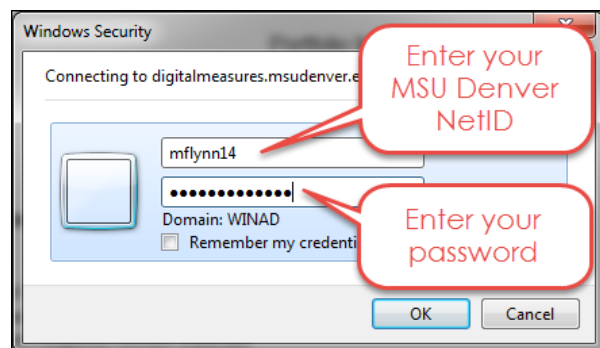 Windows Security
Connecting to digitalmeasures.msudenver.e
Enter your
MSU Denver
NetID
mflynn14
•••••••••••••
Domain: WINAD
Remember my credenti
Enter your
password
OK
Cancel